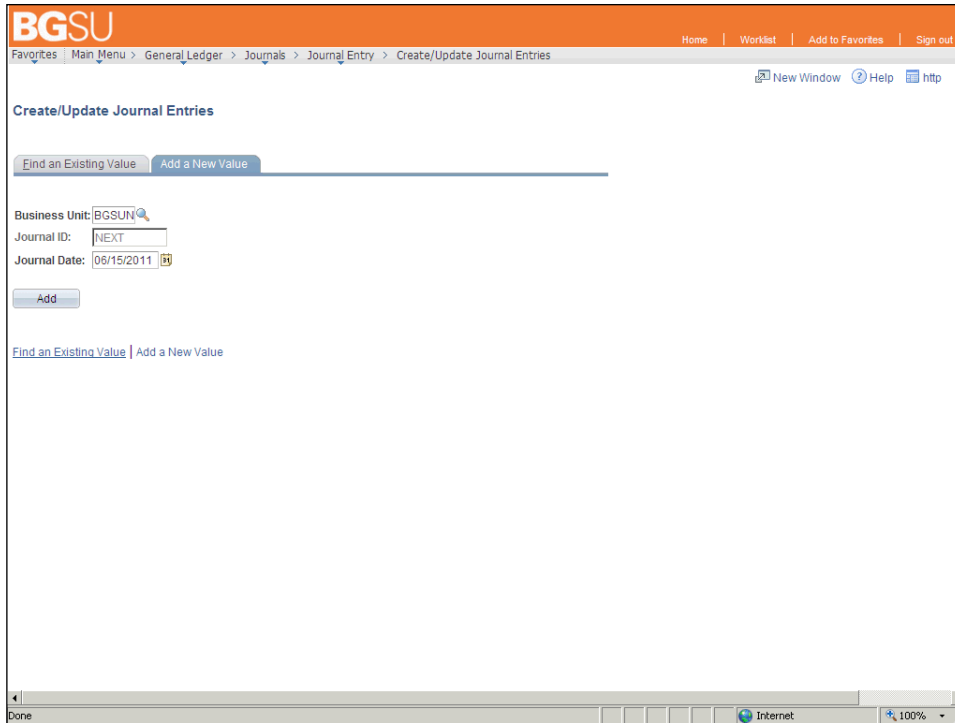 BGSU
Home | Worklist | Add to Favorites | Sign out
Favorites Main Menu > General Ledger > Journals > Journal Entry > Create/Update Journal Entries
New Window Help http
Create/Update Journal Entries
Find an Existing Value Add a New Value
Business Unit: BGSUN
Journal ID: NEXT
Journal Date: 06/15/2011 31
Add
Find an Existing Value | Add a New Value
Done Internet 100%